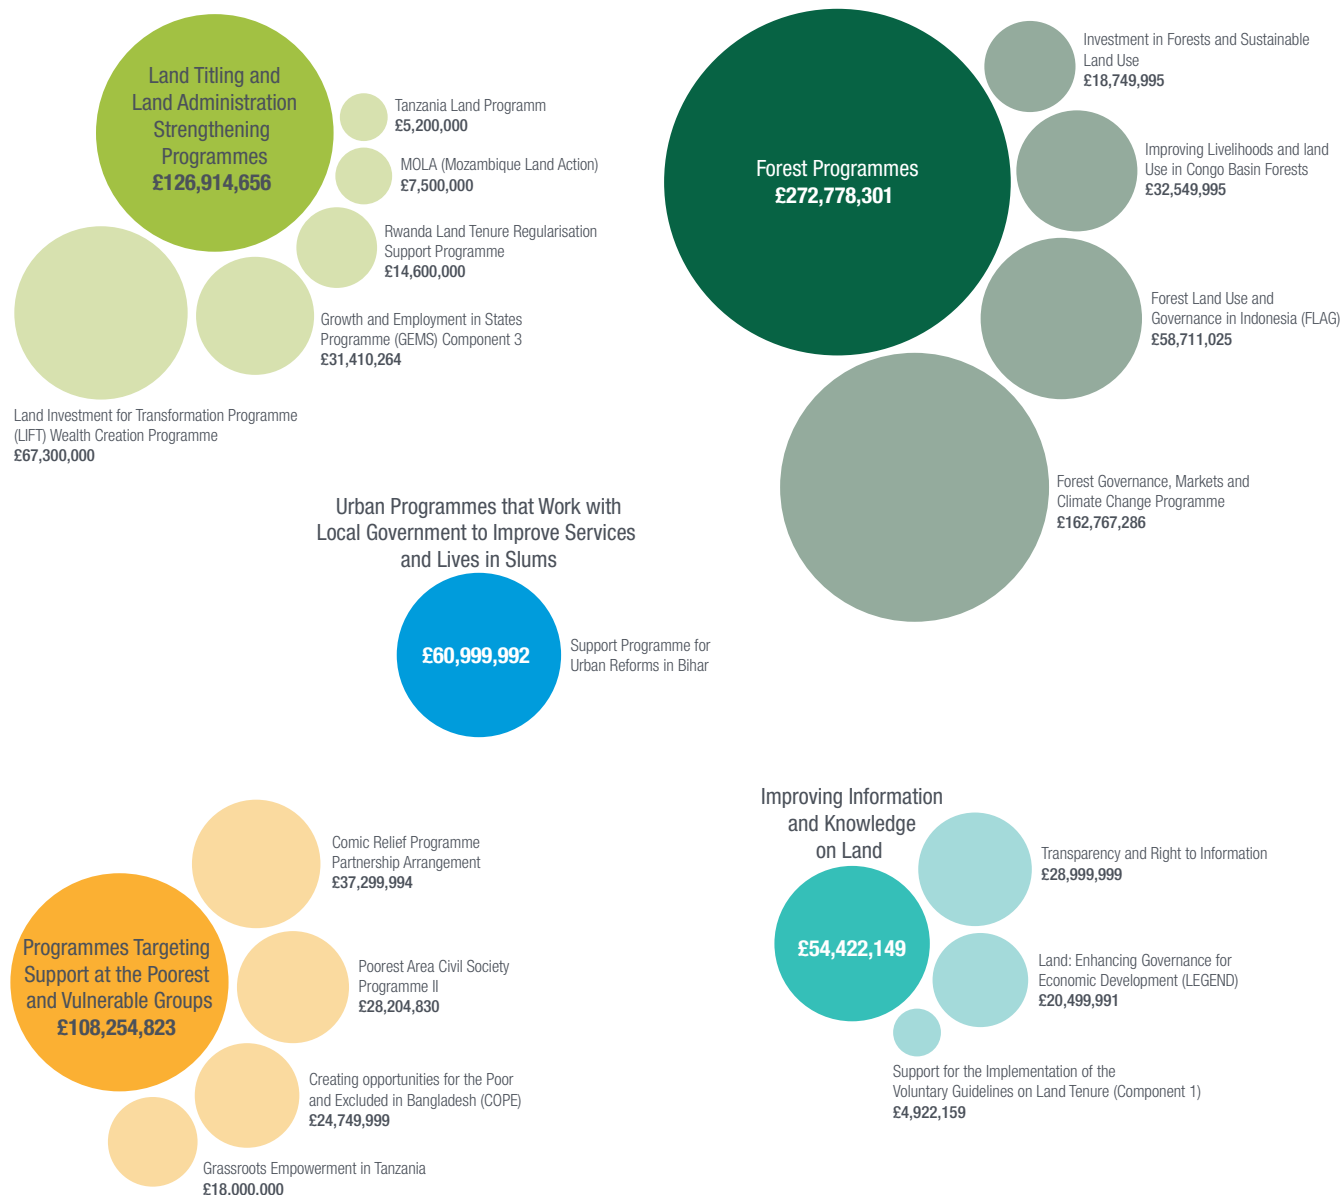 Land Titling and
Land Administration
Strengthening
Programmes
£126,914,656
Tanzania Land Programm
£5,200,000
MOLA (Mozambique Land Action)
£7,500,000
Rwanda Land Tenure Regularisation
Support Programme
£14,600,000
Growth and Employment in States
Programme (GEMS) Component 3
£31,410,264
Land Investment for Transformation Programme
(LIFT) Wealth Creation Programme
£67,300,000
Forest Programmes
£272,778,301
Investment in Forests and Sustainable
Land Use
£18,749,995
Improving Livelihoods and land
Use in Congo Basin Forests
£32,549,995
Forest Land Use and
Governance in Indonesia (FLAG)
£58,711,025
Forest Governance, Markets and
Climate Change Programme
£162,767,286
Urban Programmes that Work with
Local Government to Improve Services
and Lives in Slums
£60,999,992
Support Programme for
Urban Reforms in Bihar
Programmes Targeting
Support at the Poorest
and Vulnerable Groups
£108,254,823
Comic Relief Programme
Partnership Arrangement
£37,299,994
Poorest Area Civil Society
Programme II
£28,204,830
Creating opportunities for the Poor
and Excluded in Bangladesh (COPE)
£24,749,999
Grassroots Empowerment in Tanzania
£18,000,000
Improving Information
and Knowledge
on Land
£54,422,149
Transparency and Right to Information
£28,999,999
Land: Enhancing Governance for
Economic Development (LEGEND)
£20,499,991
Support for the Implementation of the
Voluntary Guidelines on Land Tenure (Component 1)
£4,922,159